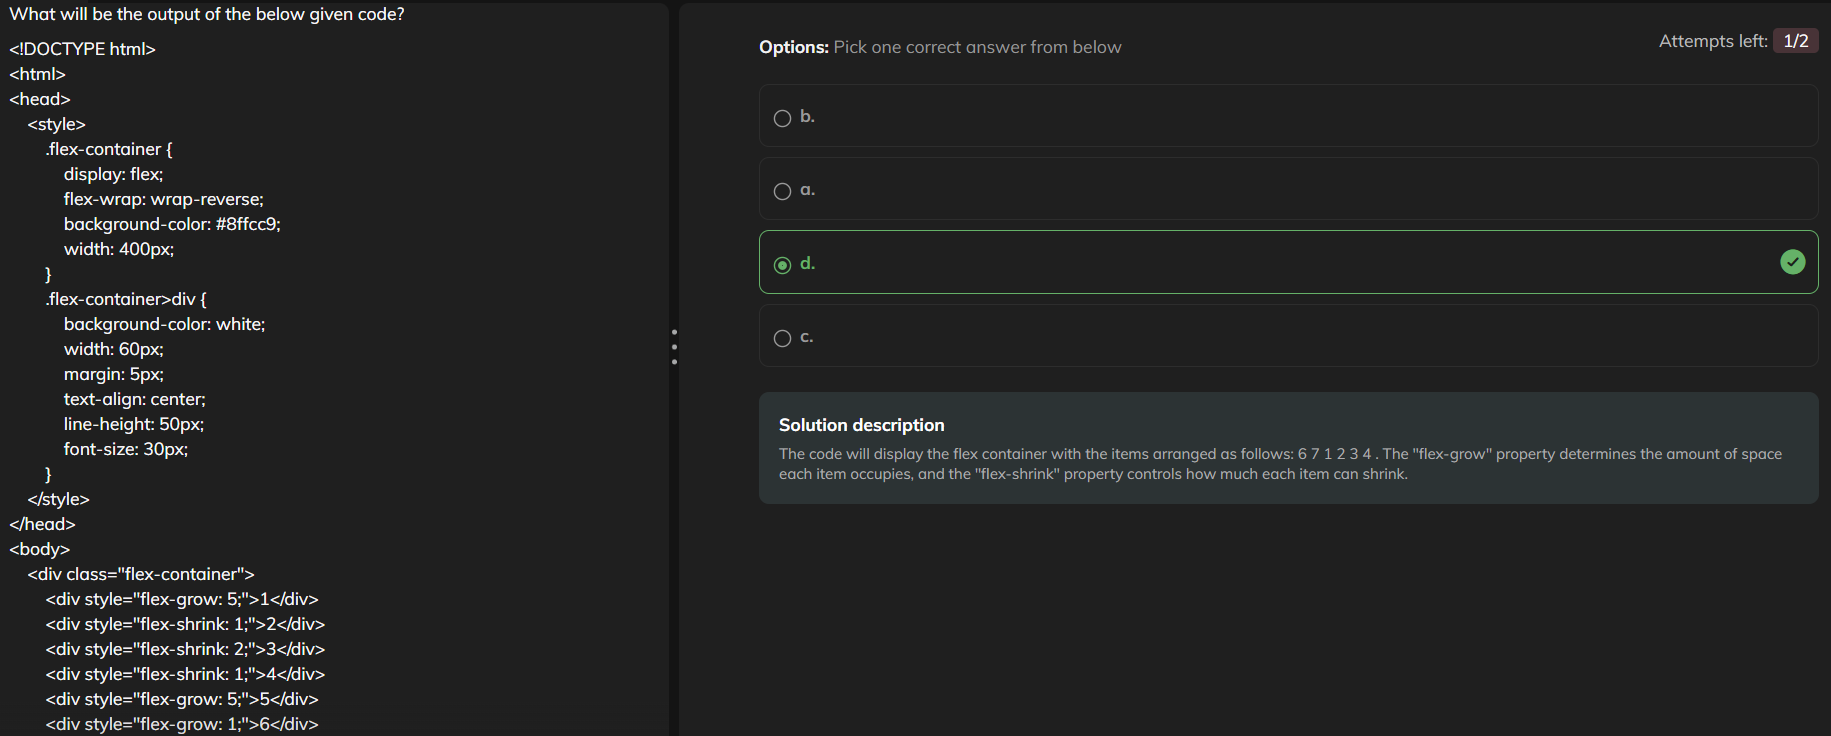 What will be the output of the below given code?
<!DOCTYPE html>
<html>
<head>
<style>
.flex-container {
display: flex;
flex-wrap: wrap-reverse;
background-color: #8ffcc9;
width: 400px;
}
.flex-container>div {
background-color: white;
width: 60px;
margin: 5px;
text-align: center;
line-height: 50px;
font-size: 30px;
}
</style>
</head>
<body>
<div class="flex-container">
<div style="flex-grow: 5;">1</div>
<div style="flex-shrink: 1;">2</div>
<div style="flex-shrink: 2;">3</div>
<div style="flex-shrink: 1;">4</div>
<div style="flex-grow: 5;">5</div>
<div style="flex-grow: 1;">6</div>
Options: Pick one correct answer from below
Attempts left: 1/2
b.
a.
d.
c.
Solution description
The code will display the flex container with the items arranged as follows: 6 7 1 2 3 4 . The "flex-grow" property determines the amount of space
each item occupies, and the "flex-shrink" property controls how much each item can shrink.